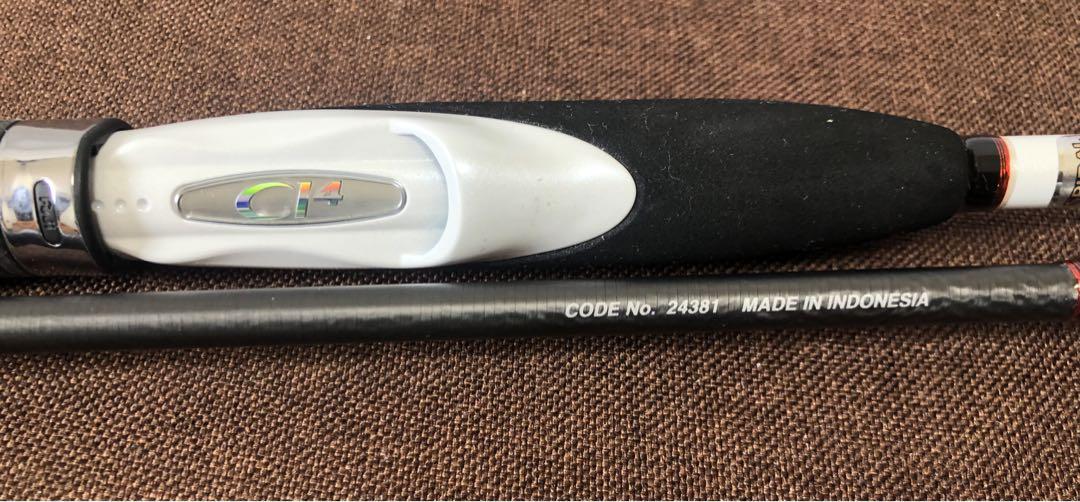 CI4
CODE No. 24381 MADE IN INDONESIA